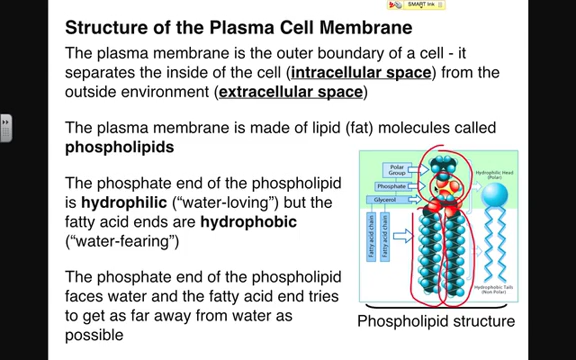 SMART Ink
Structure of the Plasma Cell Membrane
The plasma membrane is the outer boundary of a cell - it
separates the inside of the cell (intracellular space) from the
outside environment (extracellular space)
The plasma membrane is made of lipid (fat) molecules called
phospholipids
The phosphate end of the phospholipid
is hydrophilic (“water-loving”) but the
fatty acid ends are hydrophobic
(“water-fearing”)
The phosphate end of the phospholipid
faces water and the fatty acid end tries
to get as far away from water as
possible
Polar
Group
Phosphate
Glycerol
Fatty acid chain
Fatty acid chain
Hydrophilic Head
(Polar)
Hydrophobic Tails
(Non Polar)
Phospholipid structure